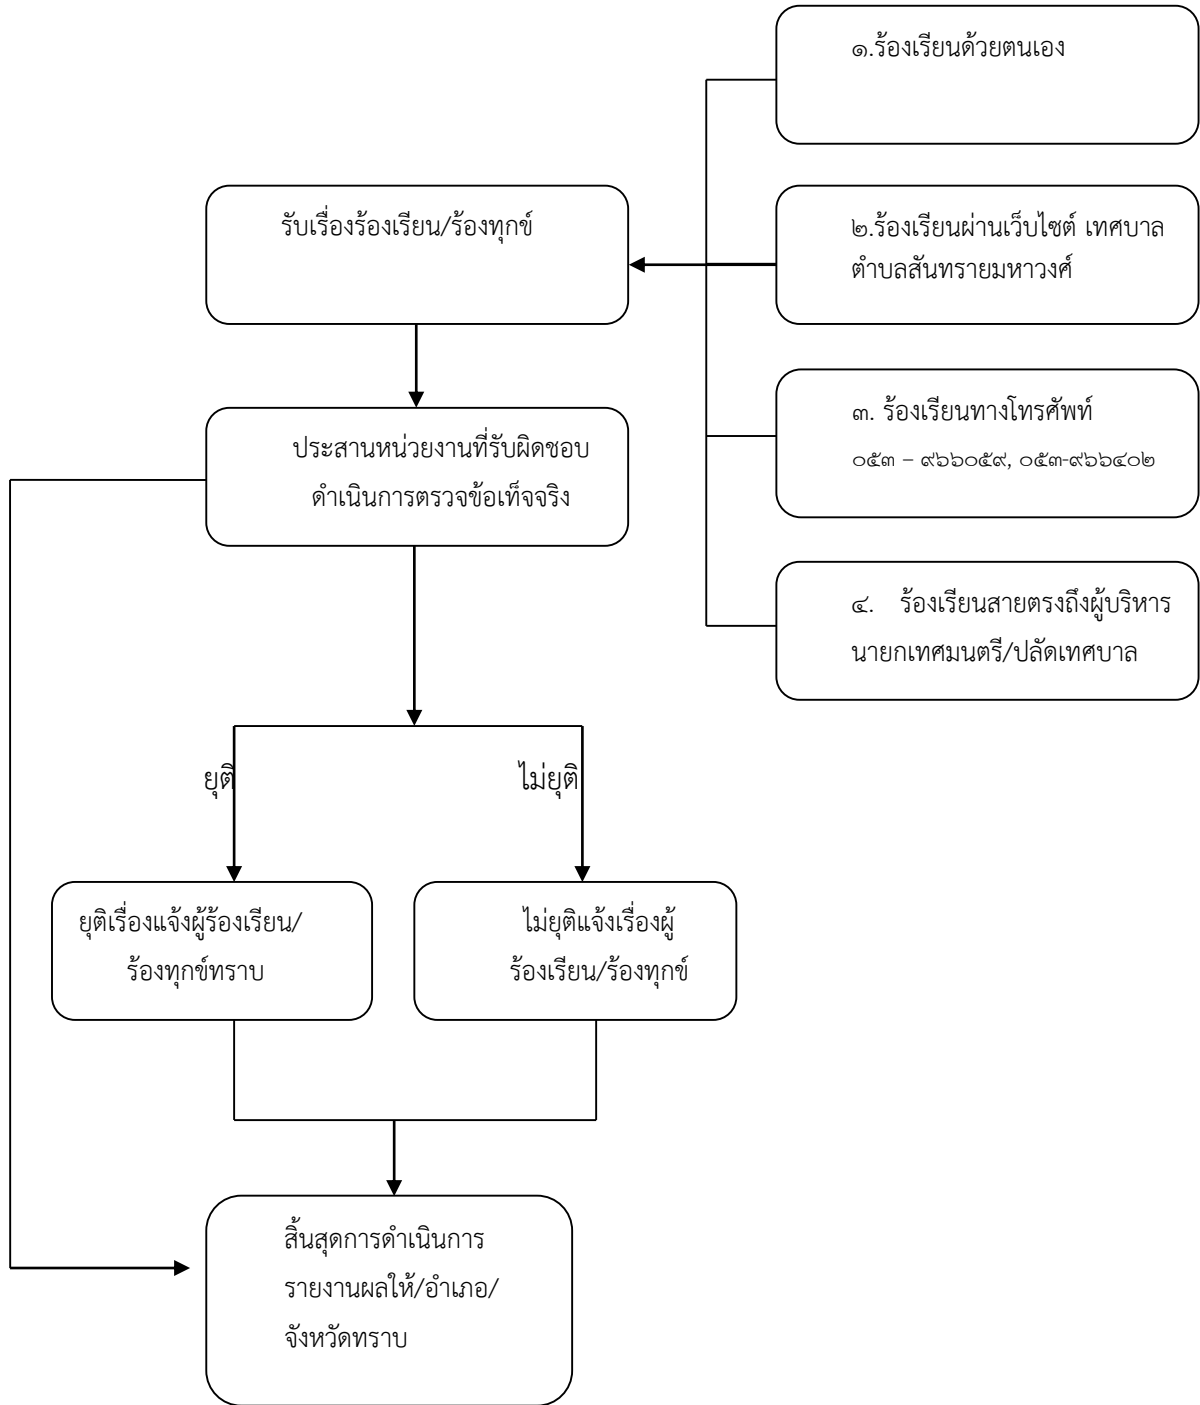 ๑.ร้องเรียนด้วยตนเอง
รับเรื่องร้องเรียน/ร้องทุกข์
๒.ร้องเรียนผ่านเว็บไซต์ เทศบาล
ตำบลสันทรายมหาวงศ์
๓. ร้องเรียนทางโทรศัพท์
๐๕๓ – ๙๖๖๐๕๙, ๐๕๓-๙๖๖๔๐๒
ประสานหน่วยงานที่รับผิดชอบ
ดำเนินการตรวจข้อเท็จจริง
๔. ร้องเรียนสายตรงถึงผู้บริหาร
นายกเทศมนตรี/ปลัดเทศบาล
ยุติ
ไม่ยุติ
ยุติเรื่องแจ้งผู้ร้องเรียน/
ร้องทุกข์ทราบ
ไม่ยุติแจ้งเรื่องผู้
ร้องเรียน/ร้องทุกข์
สิ้นสุดการดำเนินการ
รายงานผลให้/อำเภอ/
จังหวัดทราบ